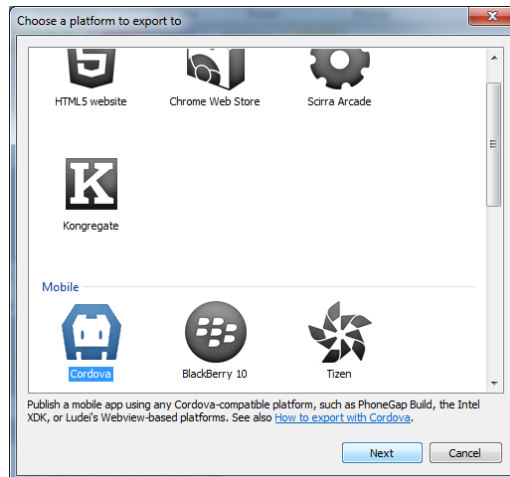 Choose a platform to export to
HTML5 website Chrome Web Store Scirra Arcade
K
Kongregate
Mobile
Cordova BlackBerry 10 Tizen
Publish a mobile app using any Cordova-compatible platform, such as PhoneGap Build, the Intel
XDK, or Ludei's Webview-based platforms. See also How to export with Cordova.
Next Cancel